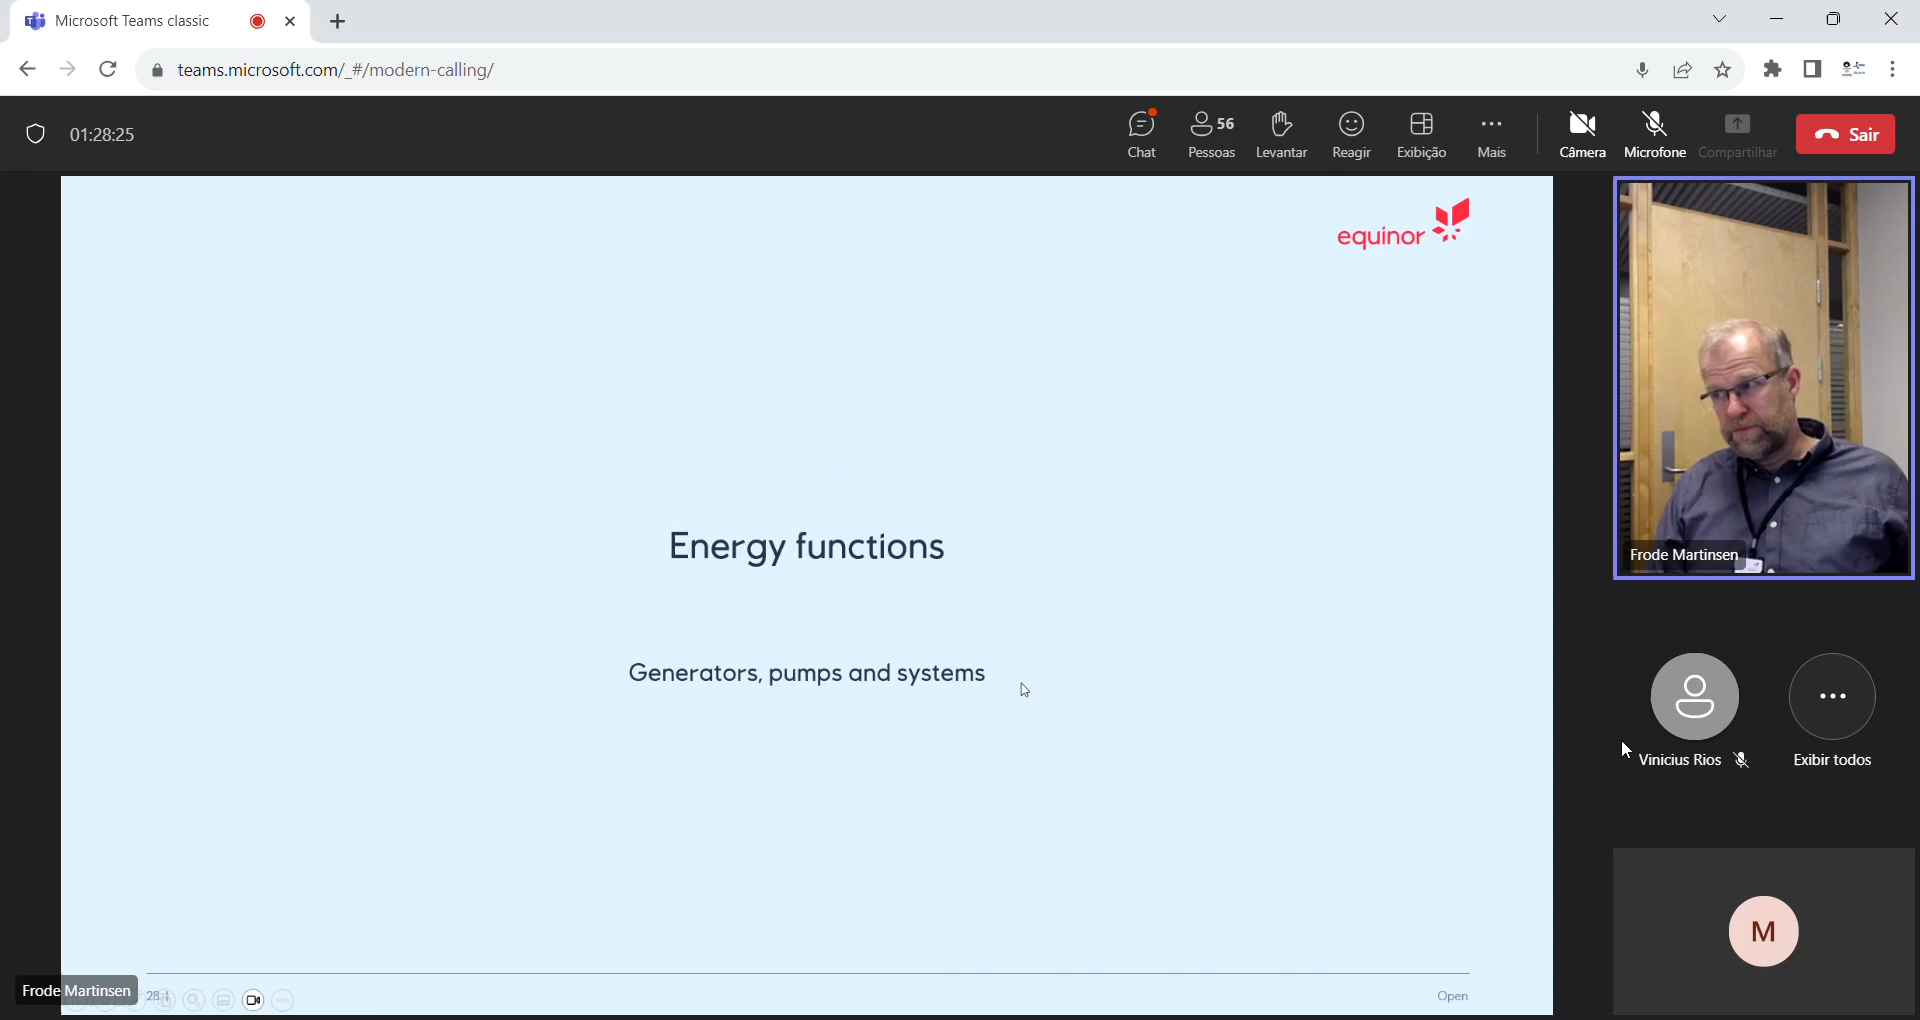 Microsoft Teams classic
teams.microsoft.com/_#/modern-calling/
01:28:25
Chat
56
Pessoas
Levantar
Reagir
Exibição
Mais
Câmera
Microfone
Compartilhar
Sair
equinor
Energy functions
Generators, pumps and systems
Frode Martinsen
Vinicius Rios
Exibir todos
M
Frode Martinsen
28
Open